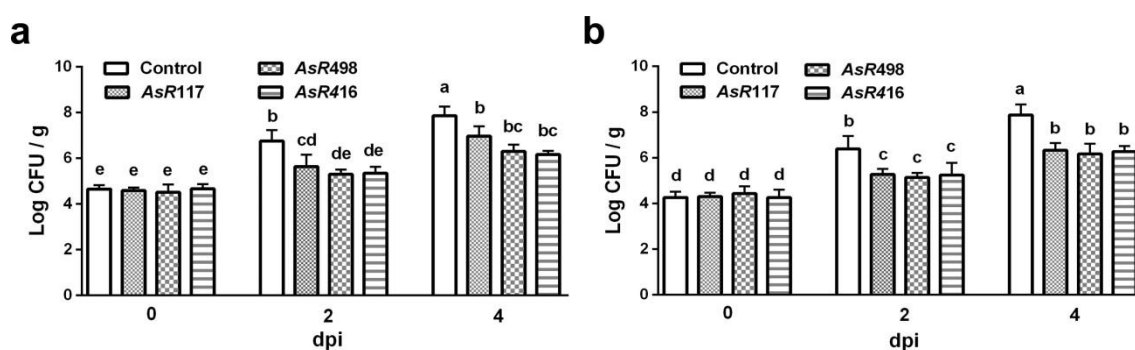 a
Log CFU / g
10
8
6
4
2
0
Control
AsR498
AsR117
AsR416
e e e e
b cd de de
a b bc bc
0 2 4
dpi
b
Log CFU / g
10
8
6
4
2
0
Control
AsR498
AsR117
AsR416
d d d d
b c c c
a b b b
0 2 4
dpi